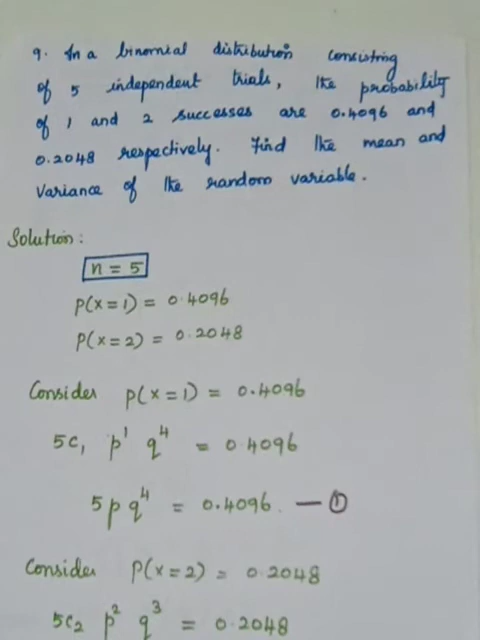 9. In a binomial distribution consisting
of 5 independent trials, the probability
of 1 and 2 successes are 0.4096 and
0.2048 respectively. Find the mean and
Variance of the random variable.
Solution:
n = 5
P(x=1) = 0.4096
P(x=2) = 0.2048
Consider P(x=1) = 0.4096
5C₁ p¹ q⁴ = 0.4096
5pq⁴ = 0.4096. — ①
Consider P(x=2) = 0.2048
5C₂ p² q³ = 0.2048